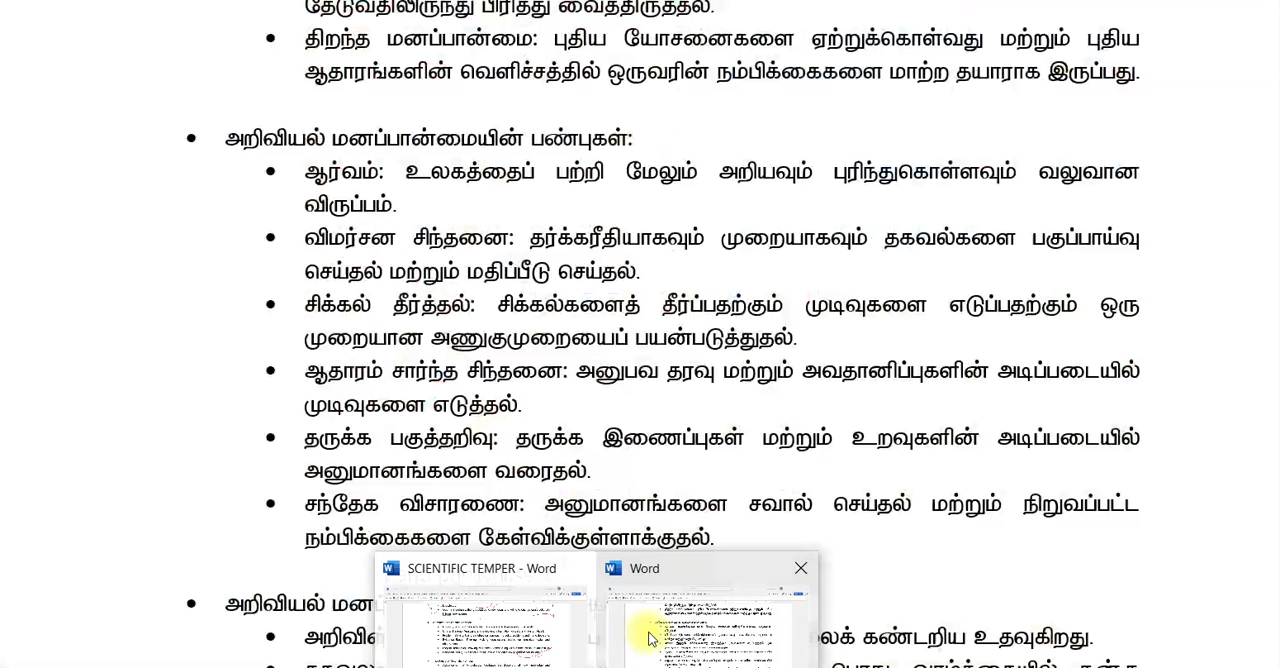 தேடுவதிலிருந்து பிரித்து வைத்திருத்தல்.
திறந்த மனப்பான்மை: புதிய யோசனைகளை ஏற்றுக்கொள்வது மற்றும் புதிய
ஆதாரங்களின் வெளிச்சத்தில் ஒருவரின் நம்பிக்கைகளை மாற்ற தயாராக இருப்பது.
அறிவியல் மனப்பான்மையின் பண்புகள்:
ஆர்வம்: உலகத்தைப் பற்றி மேலும் அறியவும் புரிந்துகொள்ளவும் வலுவான
விருப்பம்.
விமர்சன சிந்தனை: தர்க்கரீதியாகவும் முறையாகவும் தகவல்களை பகுப்பாய்வு
செய்தல் மற்றும் மதிப்பீடு செய்தல்.
சிக்கல் தீர்த்தல்: சிக்கல்களைத் தீர்ப்பதற்கும் முடிவுகளை எடுப்பதற்கும் ஒரு
முறையான அணுகுமுறையைப் பயன்படுத்துதல்.
ஆதாரம் சார்ந்த சிந்தனை: அனுபவ தரவு மற்றும் அவதானிப்புகளின் அடிப்படையில்
முடிவுகளை எடுத்தல்.
தருக்க பகுத்தறிவு: தருக்க இணைப்புகள் மற்றும் உறவுகளின் அடிப்படையில்
அனுமானங்களை வரைதல்.
சந்தேக விசாரணை: அனுமானங்களை சவால் செய்தல் மற்றும் நிறுவப்பட்ட
நம்பிக்கைகளை கேள்விக்குள்ளாக்குதல்.
SCIENTIFIC TEMPER - Word Word
அறிவியல்
கண்டறிய உதவுகிறது.